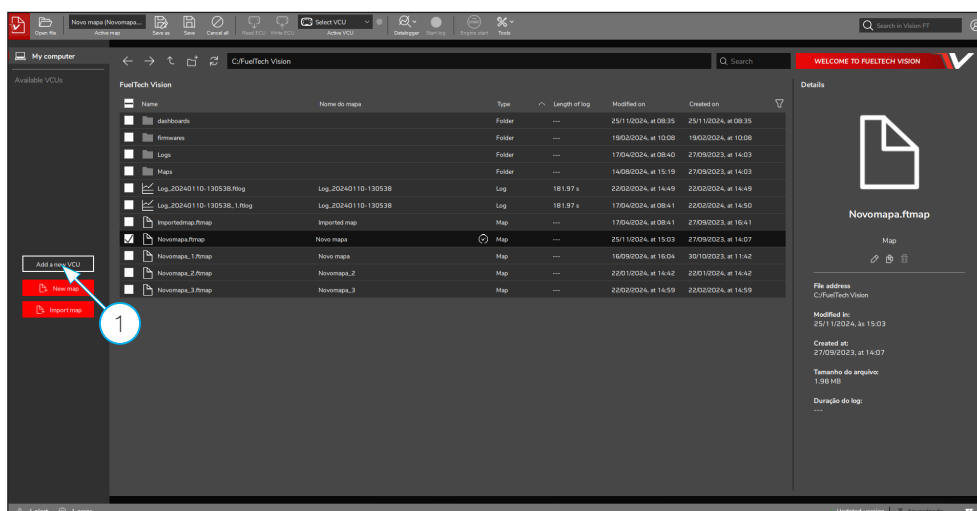 Open file
Novo mapa (Novomapa...
Active map
Save as
Save
Cancel all
Read ECU
Write ECU
Select VCU
Active VCU
Datalogger
Start log
Engine start
Tools
Search in Vision FT
My computer
C:/FuelTech Vision
Search
WELCOME TO FUELTECH VISION
Available VCUs
FuelTech Vision
Details
Name Nome do mapa Type Length of log Modified on Created on
dashboards Folder --- 25/11/2024, at 08:35 25/11/2024, at 08:35
firmwares Folder --- 19/02/2024, at 10:08 19/02/2024, at 10:08
Logs Folder --- 17/04/2024, at 08:40 27/09/2023, at 14:03
Maps Folder --- 14/08/2024, at 15:19 27/09/2023, at 14:03
Log_20240110-130538.ftlog Log_20240110-130538 Log 181.97 s 22/02/2024, at 14:49 22/02/2024, at 14:49
Log_20240110-130538_1.ftlog Log_20240110-130538 Log 181.97 s 17/04/2024, at 08:41 22/02/2024, at 14:50
Importedmap.ftmap Imported map Map --- 17/04/2024, at 08:41 27/09/2023, at 16:41
Novomapa.ftmap Novo mapa Map --- 25/11/2024, at 15:03 27/09/2023, at 14:07
Novomapa_1.ftmap Novo mapa Map --- 16/09/2024, at 16:04 30/10/2023, at 11:42
Novomapa_2.ftmap Novomapa_2 Map --- 22/01/2024, at 14:42 22/01/2024, at 14:42
Novomapa_3.ftmap Novomapa_3 Map --- 22/02/2024, at 14:59 22/02/2024, at 14:59
Add a new VCU
New map
Import map
1
Novomapa.ftmap
Map
File address
C:/FuelTech Vision
Modified in:
25/11/2024, às 15:03
Created at:
27/09/2023, at 14:07
Tamanho do arquivo:
1.98 MB
Duração do log:
---